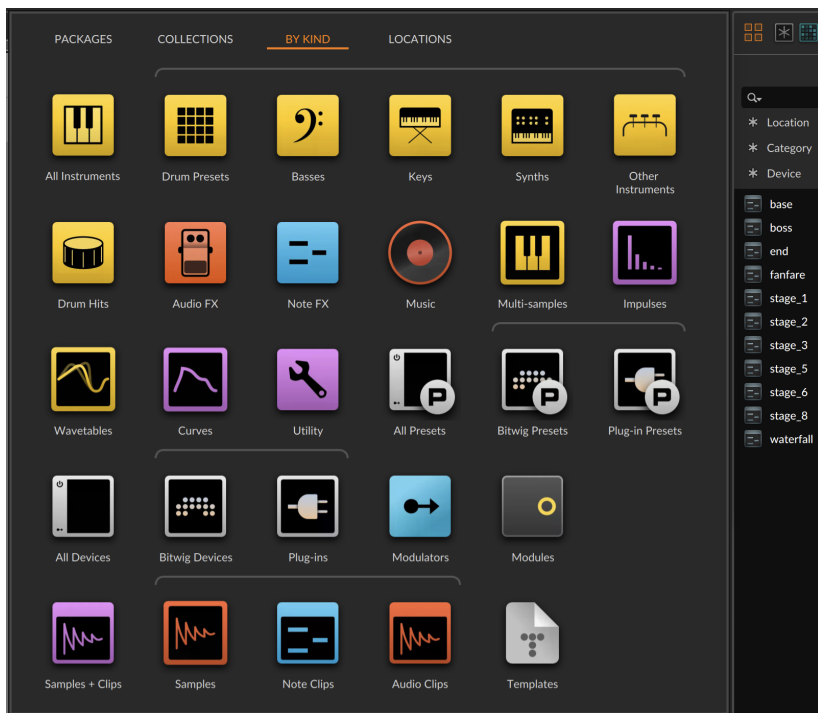 PACKAGES COLLECTIONS BY KIND LOCATIONS
All Instruments Drum Presets Basses Keys Synths Other
Instruments
Drum Hits Audio FX Note FX Music Multi-samples Impulses
Wavetables Curves Utility All Presets Bitwig Presets Plug-in Presets
All Devices Bitwig Devices Plug-ins Modulators Modules
Samples + Clips Samples Note Clips Audio Clips Templates
Location
Category
Device
base
boss
end
fanfare
stage_1
stage_2
stage_3
stage_5
stage_6
stage_8
waterfall